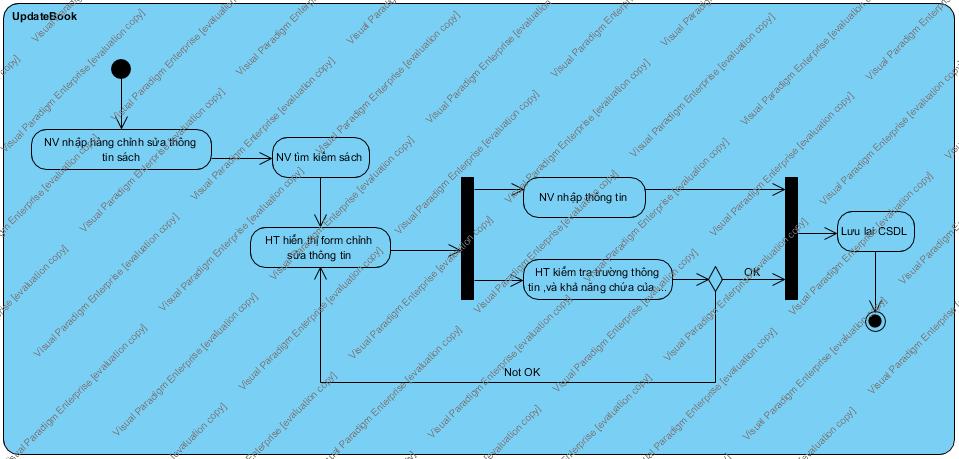 UpdateBook
NV nhập hàng chỉnh sửa thông
tin sách
NV tìm kiếm sách
HT hiển thị form chỉnh
sửa thông tin
NV nhập thông tin
HT kiểm tra trường thông
tin ,và khả năng chứa của ...
OK
Not OK
Lưu lại CSDL
Visual Paradigm Enterprise [evaluation copy]